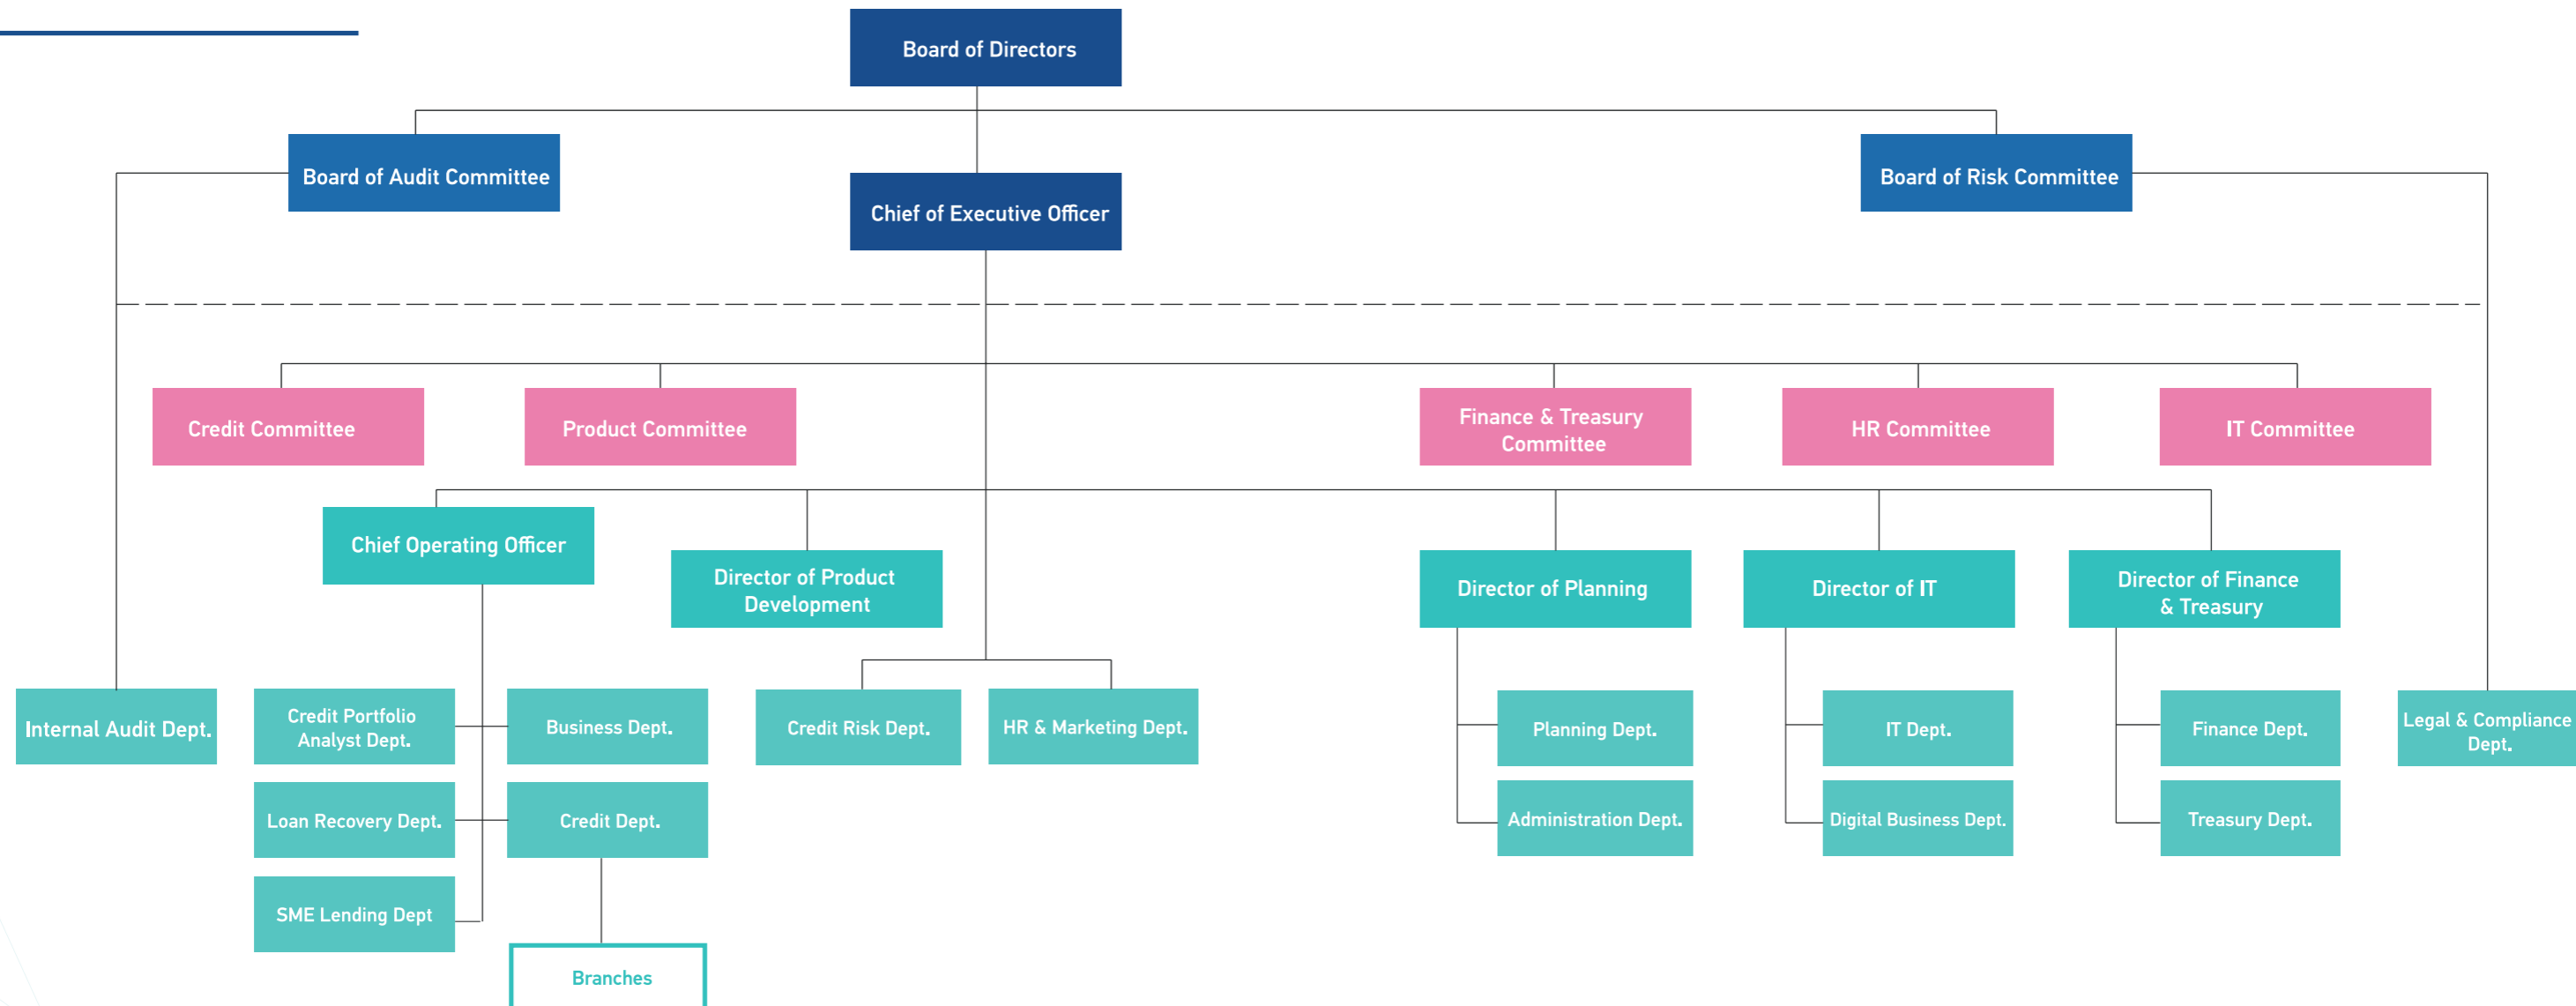 Board of Directors
Board of Audit Committee
Board of Risk Committee
Chief of Executive Officer
Credit Committee
Product Committee
Finance & Treasury
Committee
HR Committee
IT Committee
Chief Operating Officer
Director of Product
Development
Director of Planning
Director of IT
Director of Finance
& Treasury
Internal Audit Dept.
Credit Portfolio
Analyst Dept.
Business Dept.
Credit Risk Dept.
HR & Marketing Dept.
Planning Dept.
IT Dept.
Finance Dept.
Legal & Compliance
Dept.
Loan Recovery Dept.
Credit Dept.
Administration Dept.
Digital Business Dept.
Treasury Dept.
SME Lending Dept
Branches